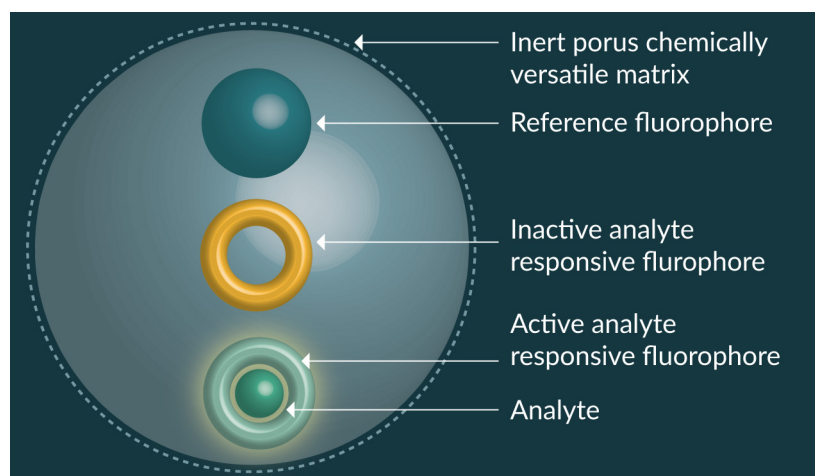 Inert porus chemically
versatile matrix
Reference fluorophore
Inactive analyte
responsive flurophore
Active analyte
responsive fluorophore
Analyte